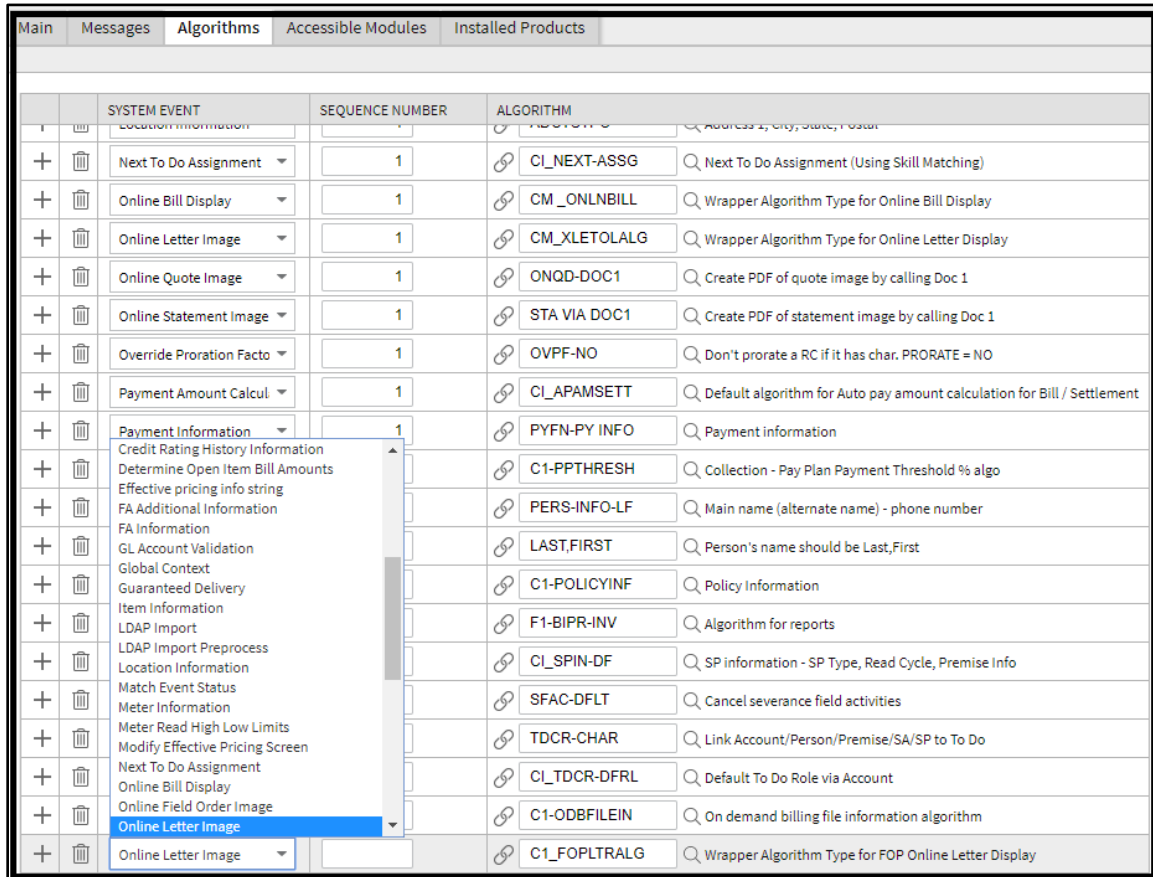 Main Messages Algorithms Accessible Modules Installed Products
SYSTEM EVENT SEQUENCE NUMBER ALGORITHM
Location Information 1 Address 1, City, State, Postal
Next To Do Assignment 1 CI_NEXT-ASSG Next To Do Assignment (Using Skill Matching)
Online Bill Display 1 CM _ONLNBILL Wrapper Algorithm Type for Online Bill Display
Online Letter Image 1 CM_XLETOLALG Wrapper Algorithm Type for Online Letter Display
Online Quote Image 1 ONQD-DOC1 Create PDF of quote image by calling Doc 1
Online Statement Image 1 STA VIA DOC1 Create PDF of statement image by calling Doc 1
Override Proration Facto 1 OVPF-NO Don't prorate a RC if it has char. PRORATE = NO
Payment Amount Calcul 1 CI_APAMSETT Default algorithm for Auto pay amount calculation for Bill / Settlement
Payment Information 1 PYFN-PY INFO Payment information
C1-PPTHRESH Collection - Pay Plan Payment Threshold % algo
PERS-INFO-LF Main name (alternate name) - phone number
LAST,FIRST Person's name should be Last,First
C1-POLICYINF Policy Information
F1-BIPR-INV Algorithm for reports
CI_SPIN-DF SP information - SP Type, Read Cycle, Premise Info
SFAC-DFLT Cancel severance field activities
TDCR-CHAR Link Account/Person/Premise/SA/SP to To Do
CI_TDCR-DFRL Default To Do Role via Account
C1-ODBFILEIN On demand billing file information algorithm
Credit Rating History Information
Determine Open Item Bill Amounts
Effective pricing info string
FA Additional Information
FA Information
GL Account Validation
Global Context
Guaranteed Delivery
Item Information
LDAP Import
LDAP Import Preprocess
Location Information
Match Event Status
Meter Information
Meter Read High Low Limits
Modify Effective Pricing Screen
Next To Do Assignment
Online Bill Display
Online Field Order Image
Online Letter Image
Online Letter Image C1_FOPLTRALG Wrapper Algorithm Type for FOP Online Letter Display